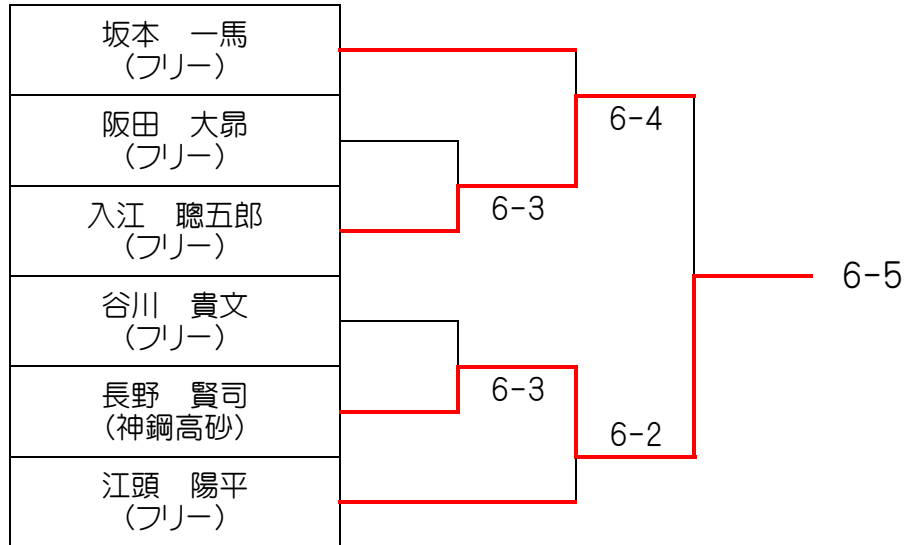 坂本　一馬
（フリー）
阪田　大昴
（フリー）
入江　聰五郎
（フリー）
谷川　貴文
（フリー）
長野　賢司
（神鋼高砂）
江頭　陽平
（フリー）
6-4
6-3
6-5
6-3
6-2